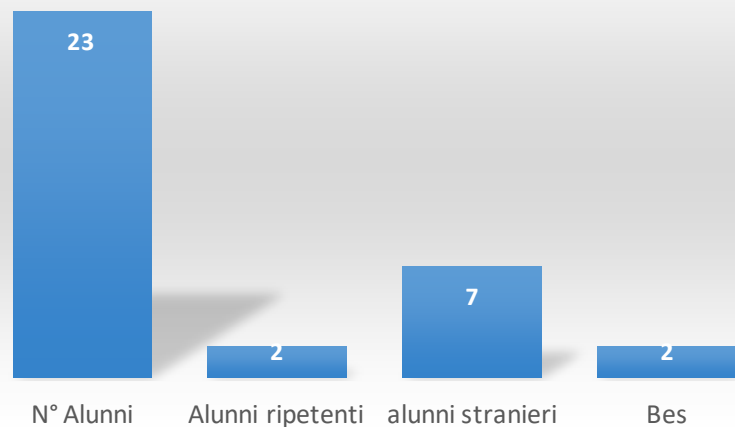 23
2
7
2
N° Alunni
Alunni ripetenti
alunni stranieri
Bes